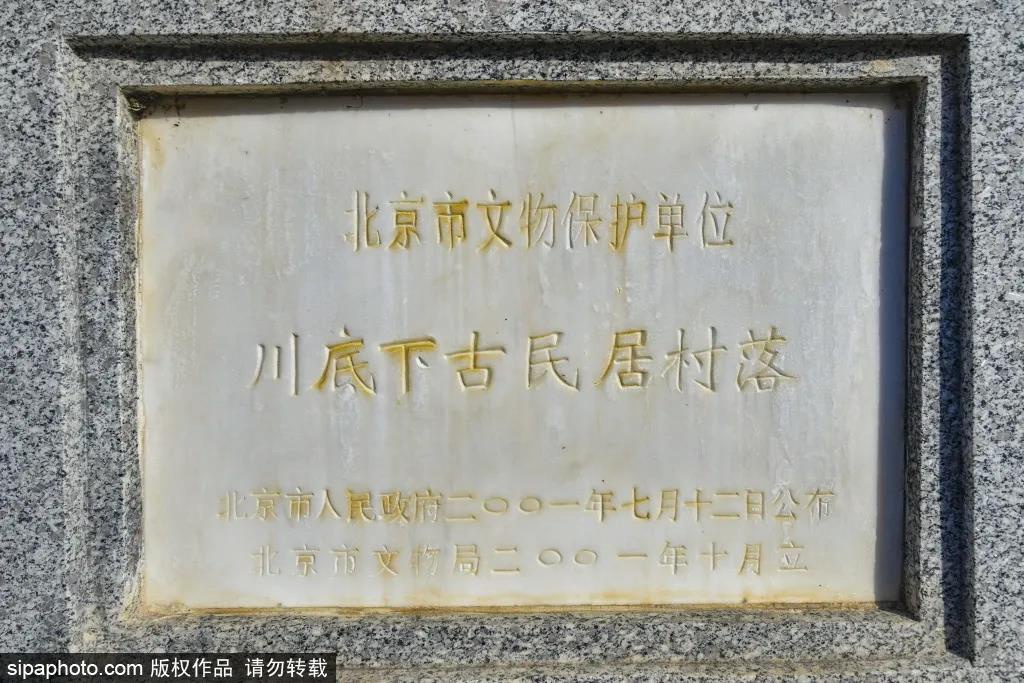 北京市文物保护单位
川底下古民居村落
北京市人民政府二〇〇一年七月十二日公布
北京市文物局二〇〇一年十月立
sipaphoto.com 版权作品 请勿转载